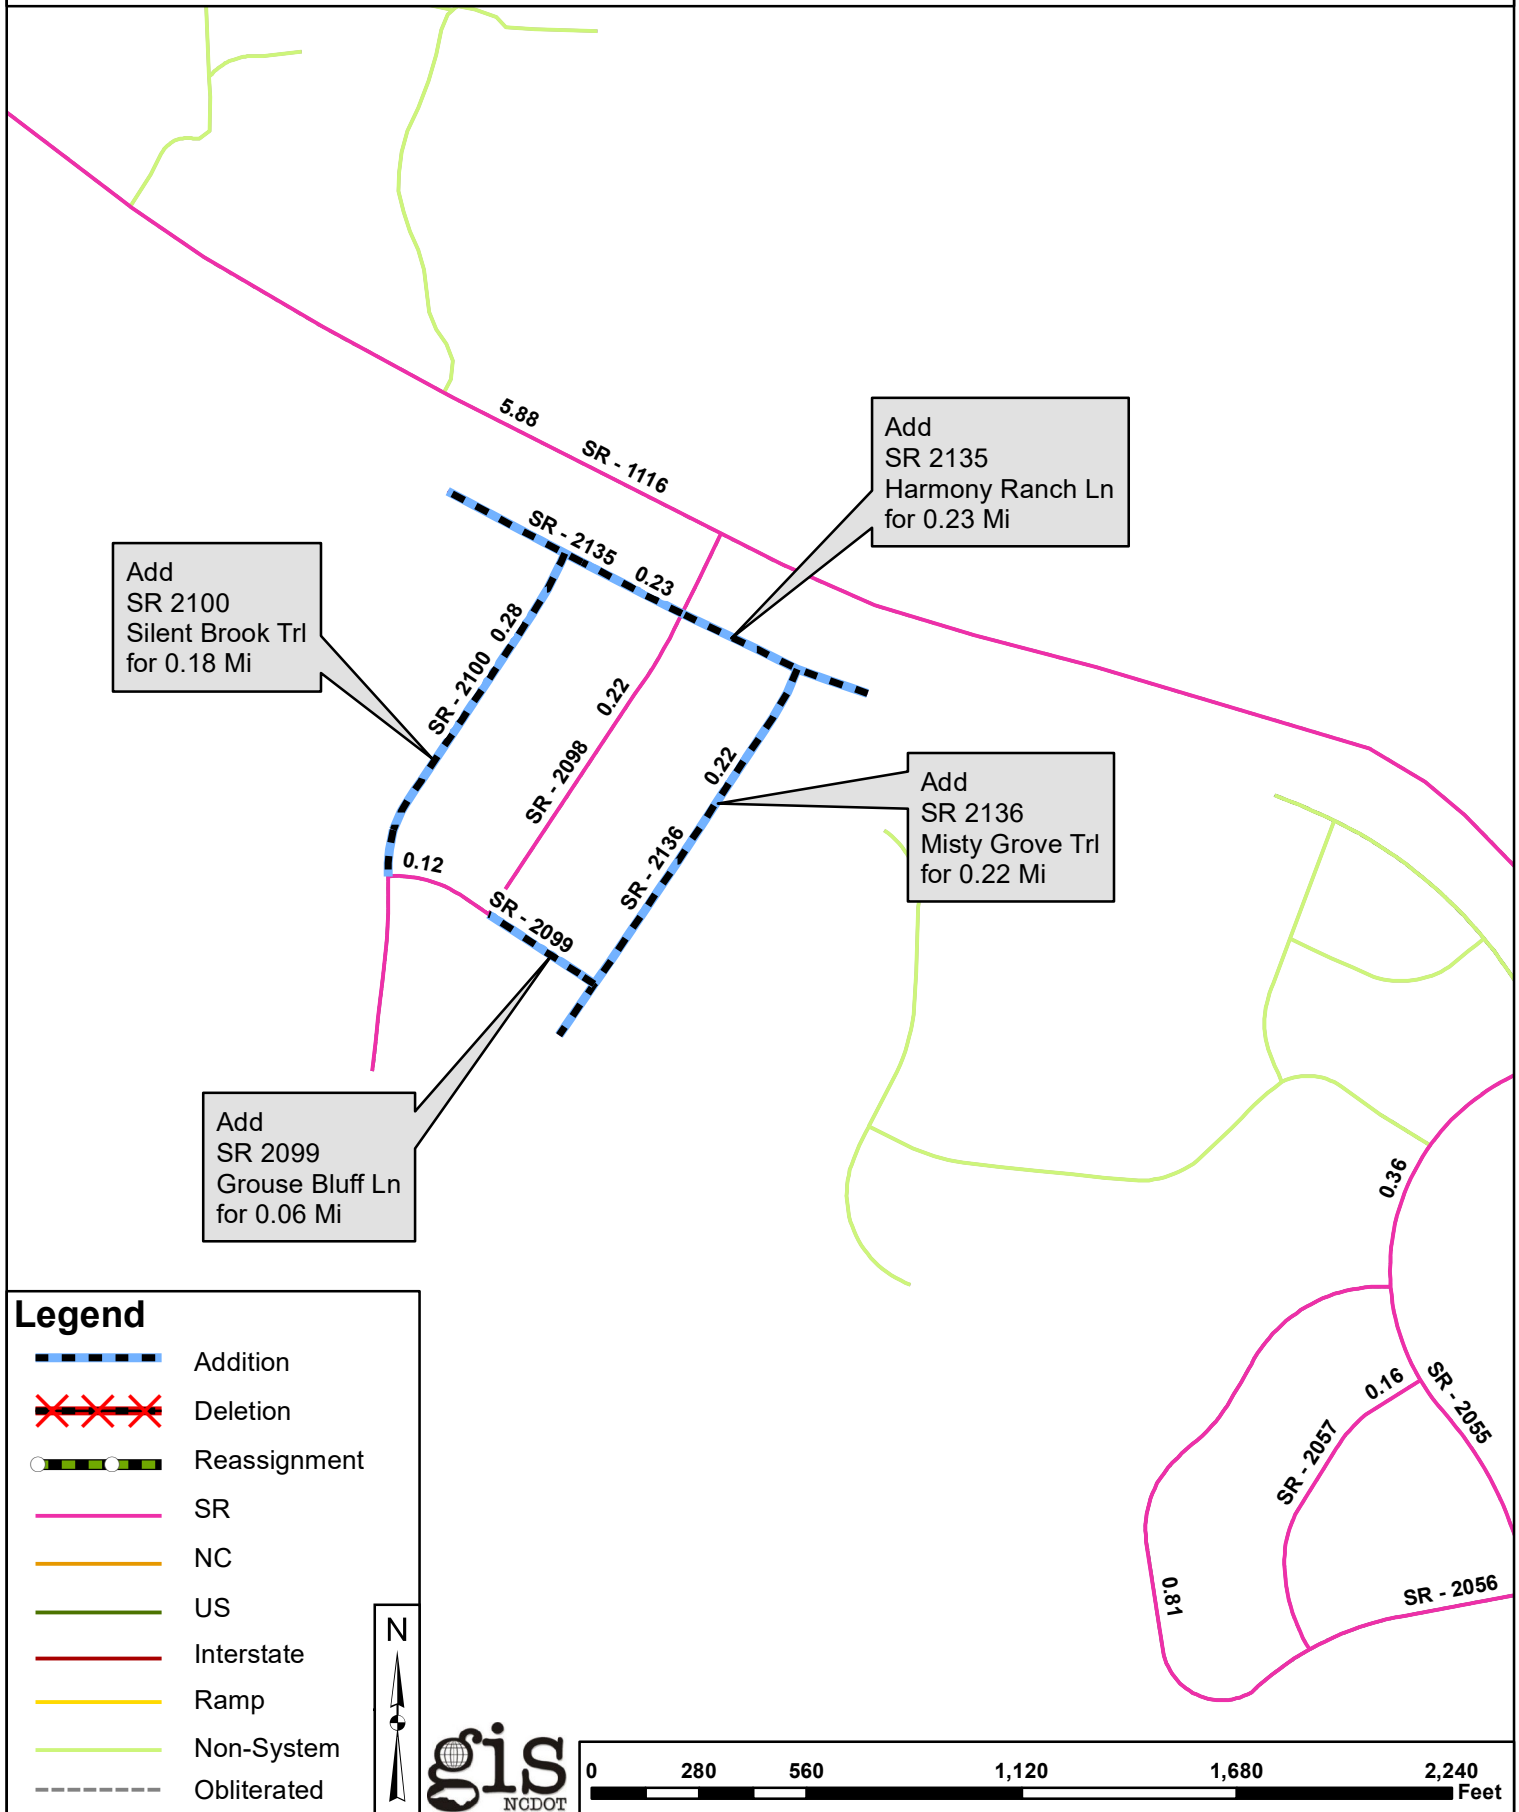 5.88
SR - 1116
Add
SR 2135
Harmony Ranch Ln
for 0.23 Mi
SR - 2135
0.23
Add
SR 2100
Silent Brook Trl
for 0.18 Mi
SR - 2100
0.28
0.22
SR - 2098
0.22
SR - 2136
Add
SR 2136
Misty Grove Trl
for 0.22 Mi
0.12
SR - 2099
Add
SR 2099
Grouse Bluff Ln
for 0.06 Mi
0.36
0.16
SR - 2055
SR - 2057
0.81
SR - 2056
Legend
Addition
Deletion
Reassignment
SR
NC
US
Interstate
Ramp
Non-System
Obliterated
N
gis
NCDOT
0 280 560 1,120 1,680 2,240
Feet